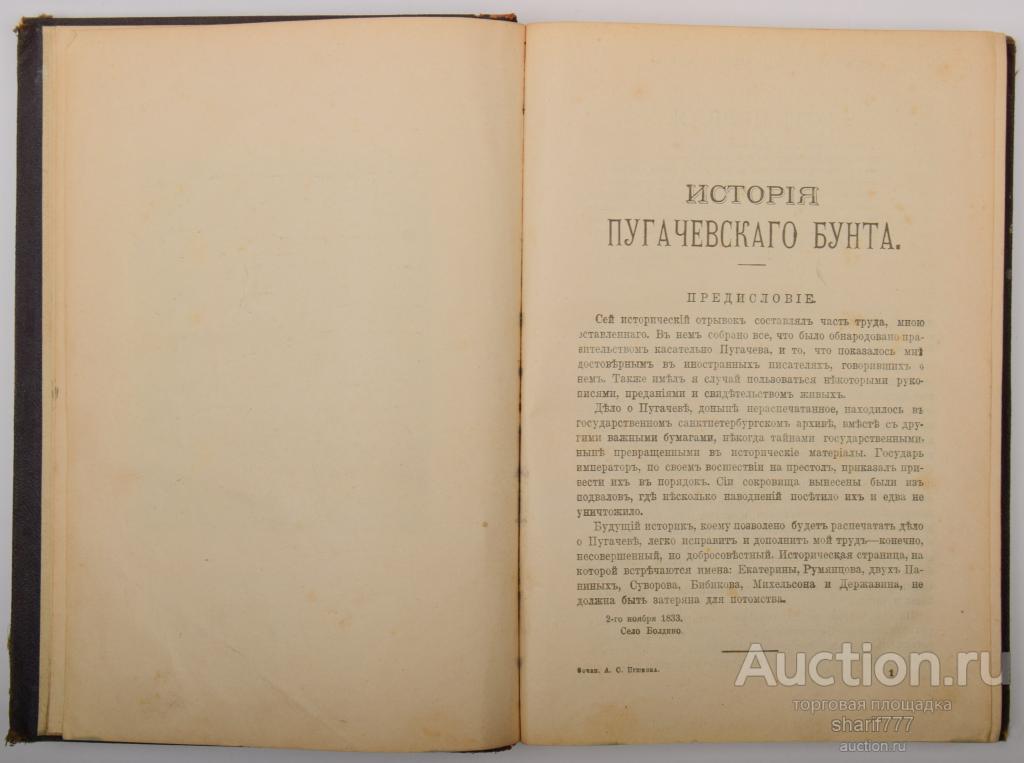 ИСТОРІЯ
ПУГАЧЕВСКАГО БУНТА.
ПРЕДИСЛОВІЕ.
Сей историческій отрывокъ составлялъ часть труда, мною
оставленнаго. Въ немъ собрано все, что было обнародовано пра-
вительствомъ касательно Пугачева, и то, что показалось мнѣ
достовѣрнымъ въ иностранныхъ писателяхъ, говорившихъ о
немъ. Также имѣлъ я случай пользоваться нѣкоторыми руко-
писями, преданіями и свидѣтельствомъ живыхъ.
Дѣло о Пугачевѣ, донынѣ нераспечатанное, находилось въ
государственномъ санктпетербургскомъ архивѣ, вмѣстѣ съ дру-
гими важными бумагами, нѣкогда тайнами государственными,
нынѣ превращенными въ историческіе матеріалы. Государь
императоръ, по своемъ восшествіи на престолъ, приказалъ при-
вести ихъ въ порядокъ. Сіи сокровища вынесены были изъ
подваловъ, гдѣ нѣсколько наводненій посѣтило ихъ и едва не
уничтожило.
Будущій историкъ, коему позволено будетъ распечатать дѣло
о Пугачевѣ, легко исправитъ и дополнитъ мой трудъ—конечно,
несовершенный, но добросовѣстный. Историческая страница, на
которой встрѣчаются имена: Екатерины, Румянцова, двухъ Па-
ниныхъ, Суворова, Бибикова, Михельсона и Державина, не
должна быть затеряна для потомства.
2-го ноября 1833.
Село Болдино.
Сочин. А. С. Пушкина.
1
Auction.ru
торговая площадка
sharif777
auction.ru